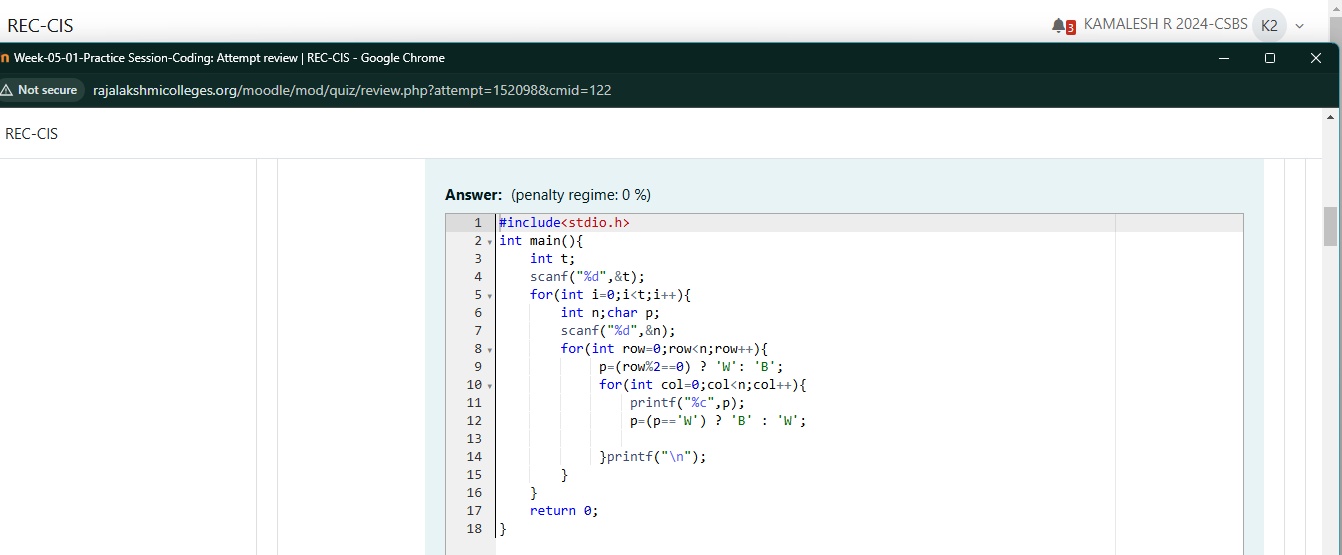 REC-CIS
3 KAMALESH R 2024-CSBS K2
n Week-05-01-Practice Session-Coding: Attempt review | REC-CIS - Google Chrome
Not secure rajalakshmicolleges.org/moodle/mod/quiz/review.php?attempt=152098&cmid=122
REC-CIS
Answer: (penalty regime: 0 %)
1 #include<stdio.h>
2 int main(){
3     int t;
4     scanf("%d",&t);
5     for(int i=0;i<t;i++){
6         int n;char p;
7         scanf("%d",&n);
8         for(int row=0;row<n;row++){
9              p=(row%2==0) ? 'W': 'B';
10              for(int col=0;col<n;col++){
11                  printf("%c",p);
12                  p=(p=='W') ? 'B' : 'W';
13
14              }printf("\n");
15         }
16     }
17     return 0;
18 }